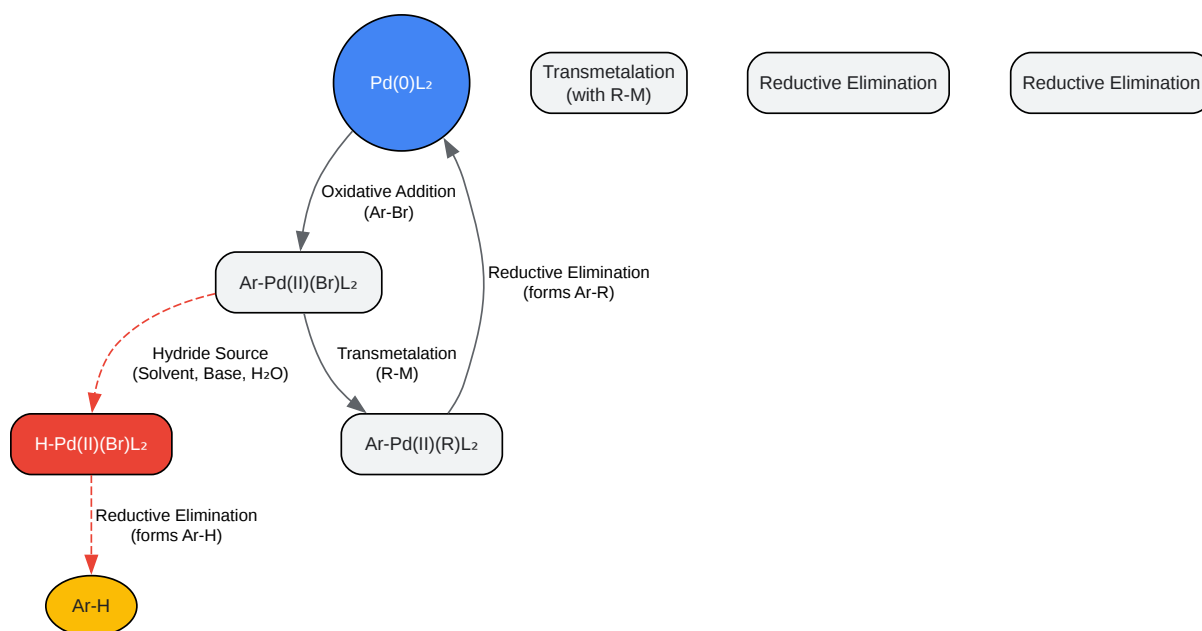 Pd(0)L₂
Transmetalation
(with R-M)
Reductive Elimination
Reductive Elimination
Oxidative Addition
(Ar-Br)
Ar-Pd(II)(Br)L₂
Reductive Elimination
(forms Ar-R)
Hydride Source
(Solvent, Base, H₂O)
Transmetalation
(R-M)
H-Pd(II)(Br)L₂
Ar-Pd(II)(R)L₂
Reductive Elimination
(forms Ar-H)
Ar-H